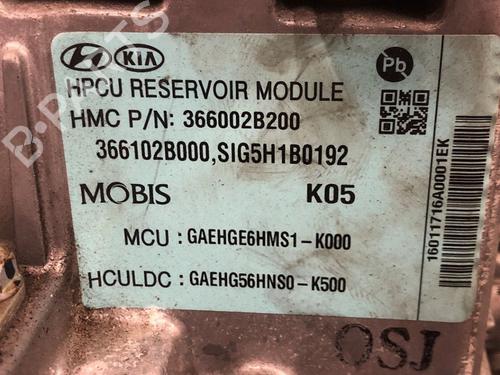 HYUNDAI KIA
Pb
HPCU RESERVOIR MODULE
HMC P/N: 366002B200
366102B000,SIG5H1B0192
MOBIS K05
MCU : GAEHGE6HMS1-K000
HCULDC : GAEHG56HNS0-K500
16011716A0001EK
OSJ